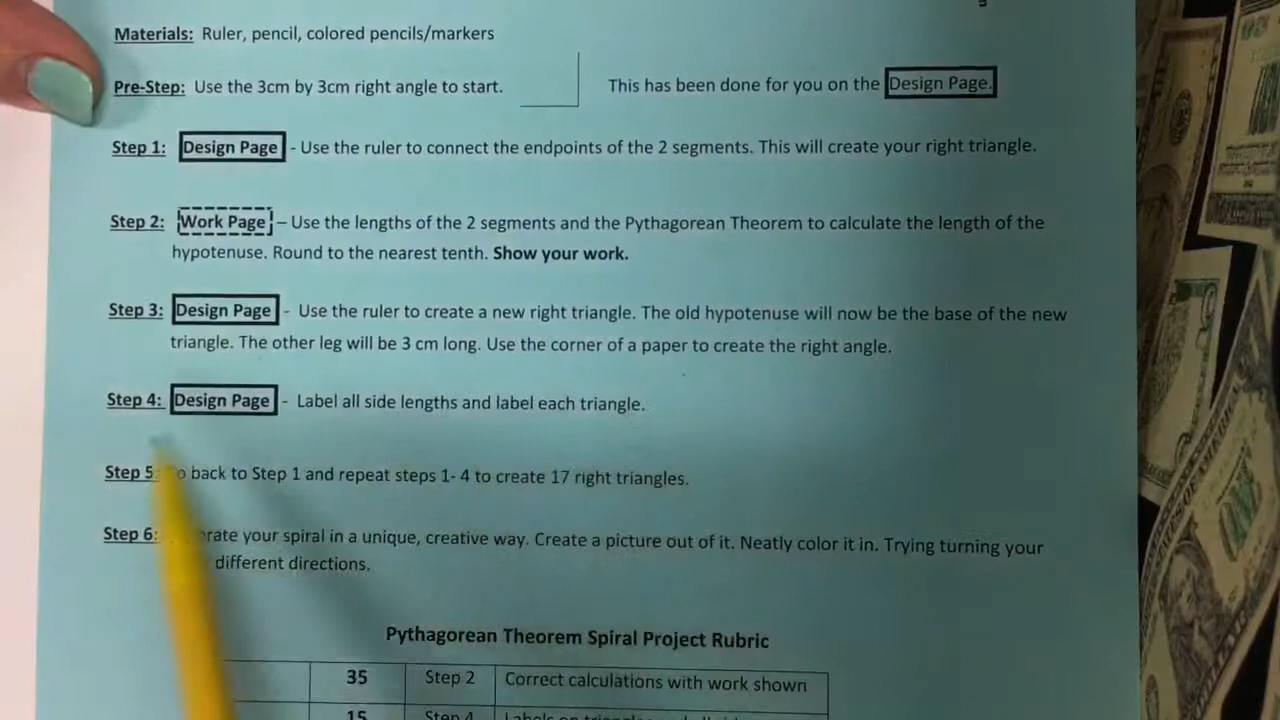 Materials: Ruler, pencil, colored pencils/markers
Pre-Step: Use the 3cm by 3cm right angle to start. This has been done for you on the Design Page.
Step 1: Design Page - Use the ruler to connect the endpoints of the 2 segments. This will create your right triangle.
Step 2: Work Page – Use the lengths of the 2 segments and the Pythagorean Theorem to calculate the length of the
hypotenuse. Round to the nearest tenth. Show your work.
Step 3: Design Page - Use the ruler to create a new right triangle. The old hypotenuse will now be the base of the new
triangle. The other leg will be 3 cm long. Use the corner of a paper to create the right angle.
Step 4: Design Page - Label all side lengths and label each triangle.
Step 5: back to Step 1 and repeat steps 1- 4 to create 17 right triangles.
Step 6: your spiral in a unique, creative way. Create a picture out of it. Neatly color it in. Trying turning your
different directions.
Pythagorean Theorem Spiral Project Rubric
35 Step 2 Correct calculations with work shown
15 Step 4